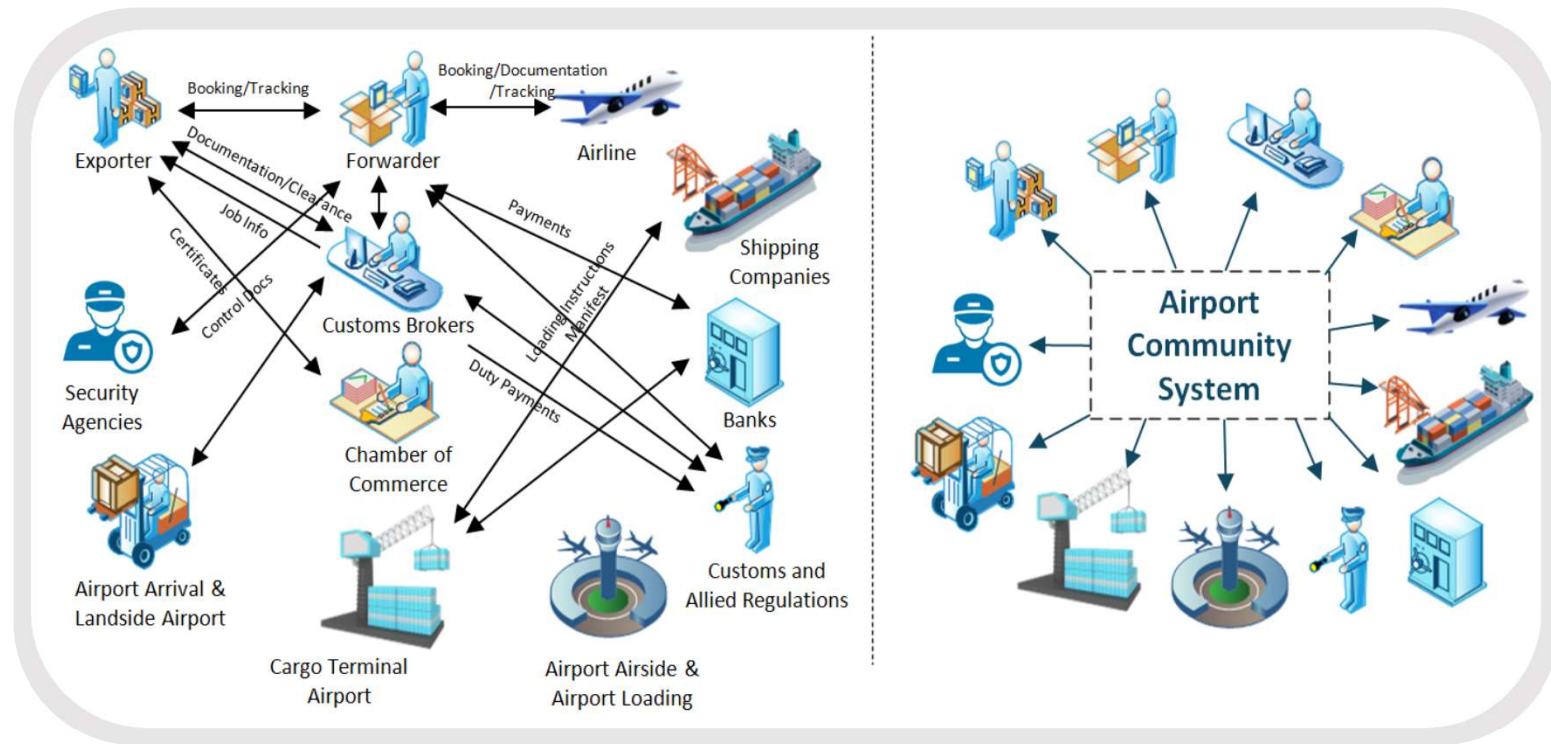 Booking/Tracking
Booking/Documentation
/Tracking
Exporter
Forwarder
Airline
Documentation/Clearance
Job Info
Certificates
Control Docs
Payments
Loading Instructions
Manifest
Shipping
Companies
Customs Brokers
Duty Payments
Security
Agencies
Banks
Chamber of
Commerce
Airport Arrival &
Landside Airport
Customs and
Allied Regulations
Cargo Terminal
Airport
Airport Airside &
Airport Loading
Airport
Community
System